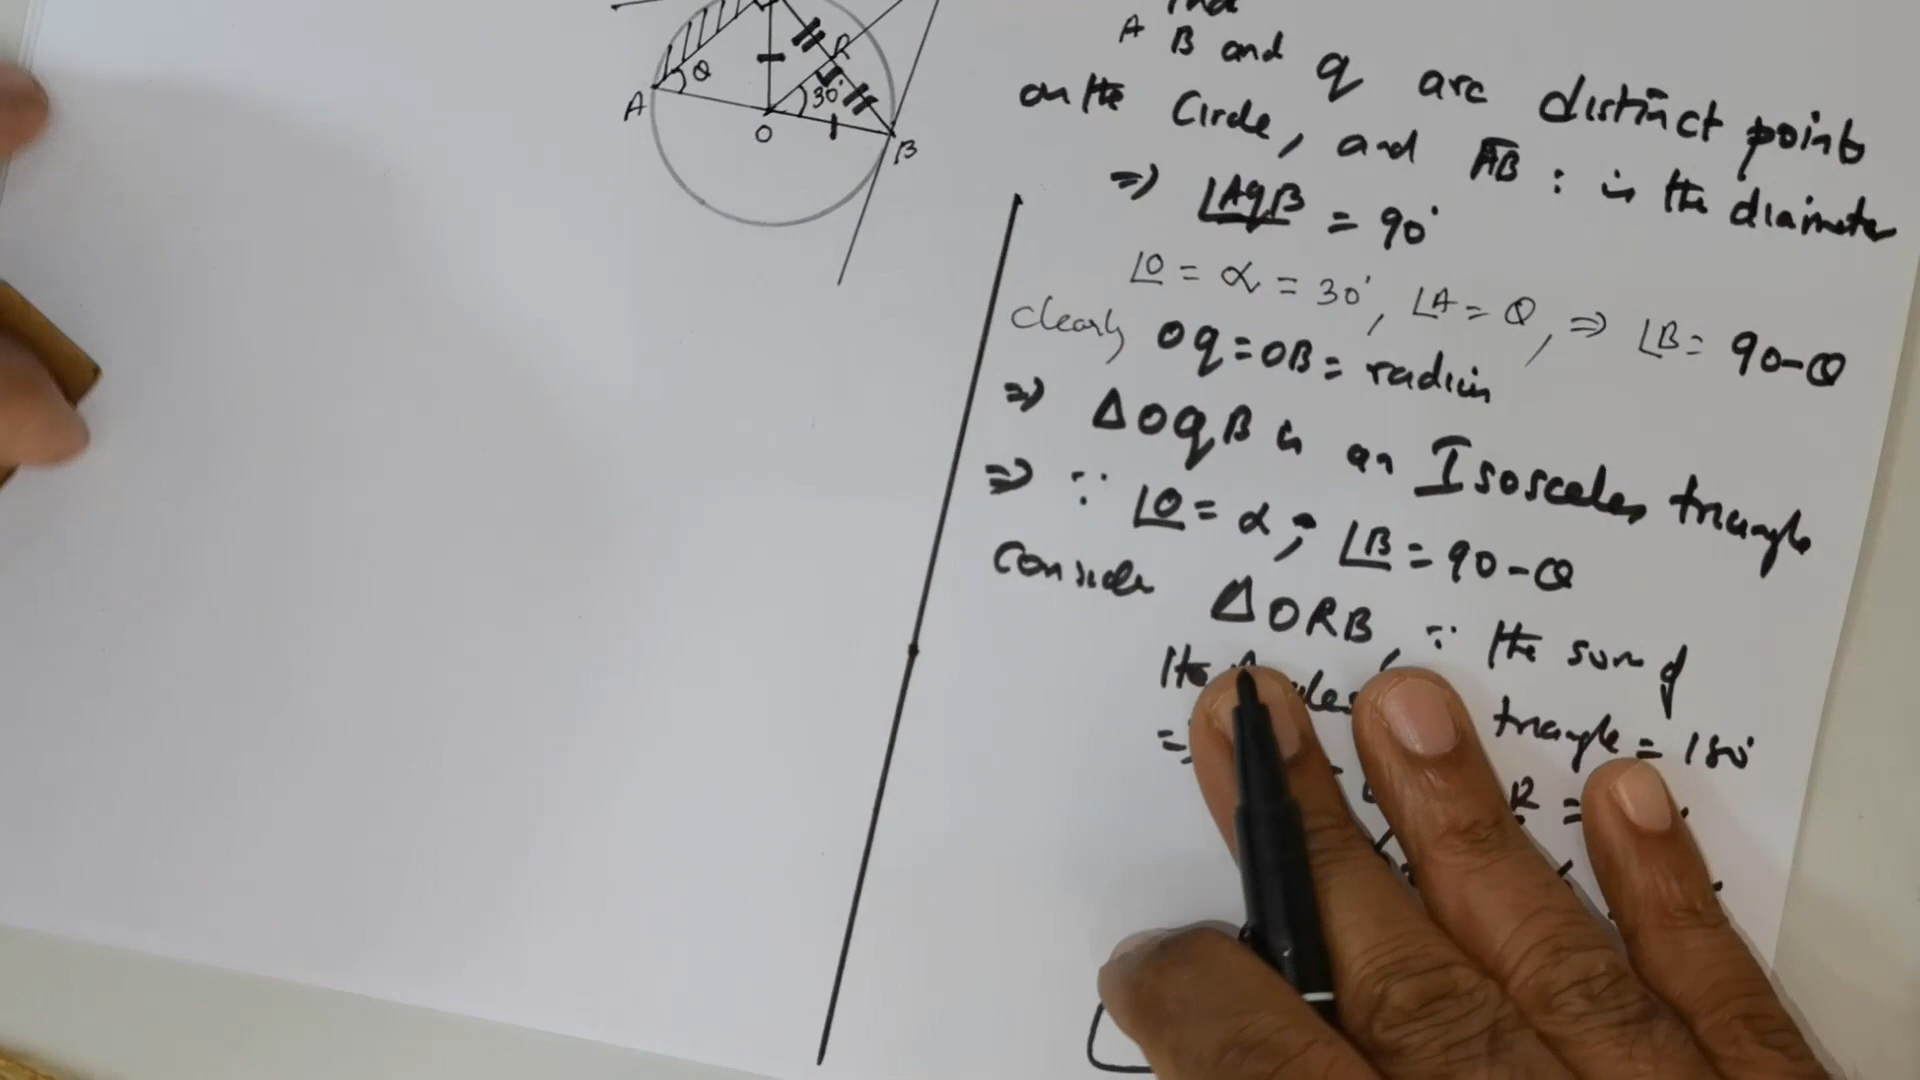 A
Q
R
30°
O
B
A B and q are distinct points
on the Circle, and AB : is the diameter
=> ∠AqB = 90°
∠O = α = 30°, ∠A = Q, => ∠B = 90-Q
clearly Oq = OB = radius
=> ΔOqB is an Isosceles triangle
=> ∵ ∠O = α ; ∠B = 90-Q
Consider ΔORB, ∵ the sum of
the triangle = 180°
=>
R =